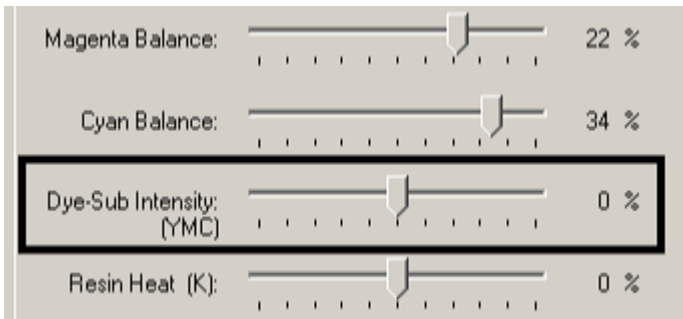 Magenta Balance: 22 %
Cyan Balance: 34 %
Dye-Sub Intensity: 0 %
(YMC)
Resin Heat (K): 0 %